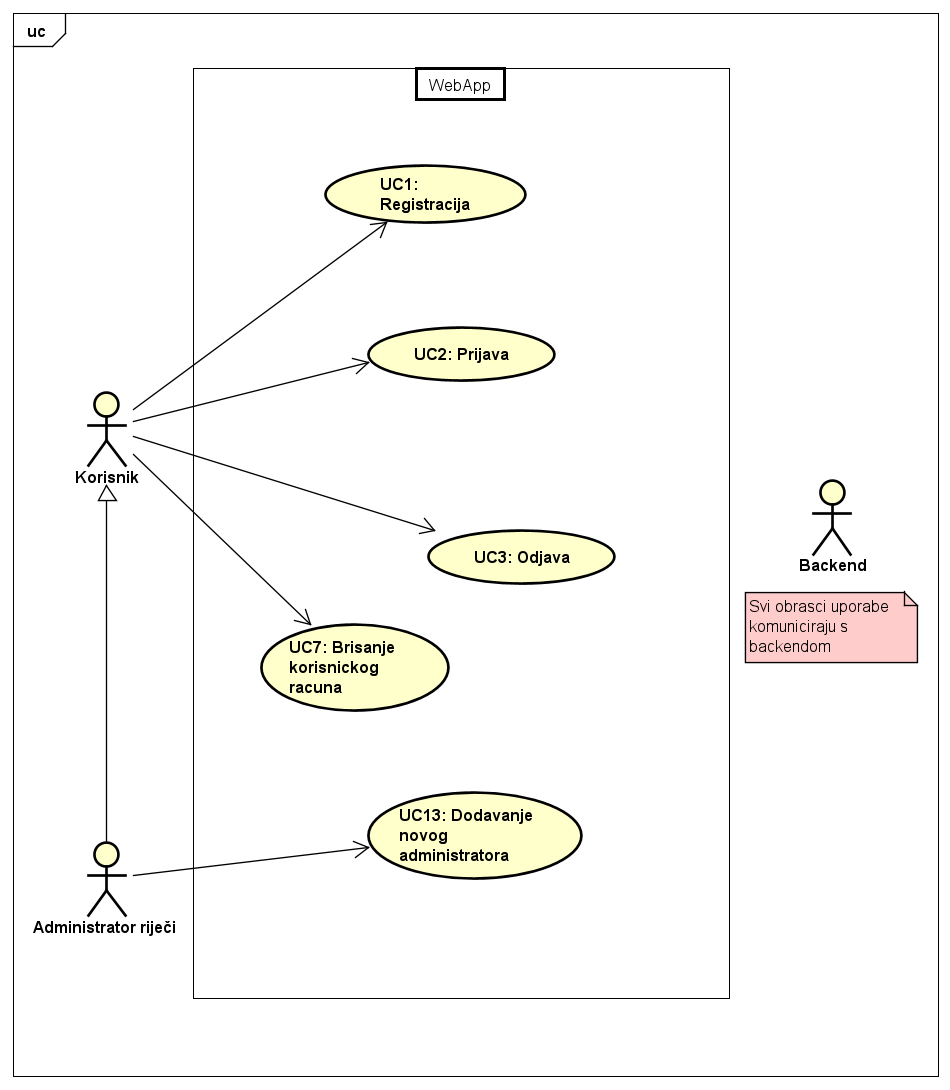 uc
WebApp
UC1:
Registracija
UC2: Prijava
Korisnik
UC3: Odjava
Backend
Svi obrasci uporabe
komuniciraju s
backendom
UC7: Brisanje
korisnickog
racuna
UC13: Dodavanje
novog
administratora
Administrator riječi